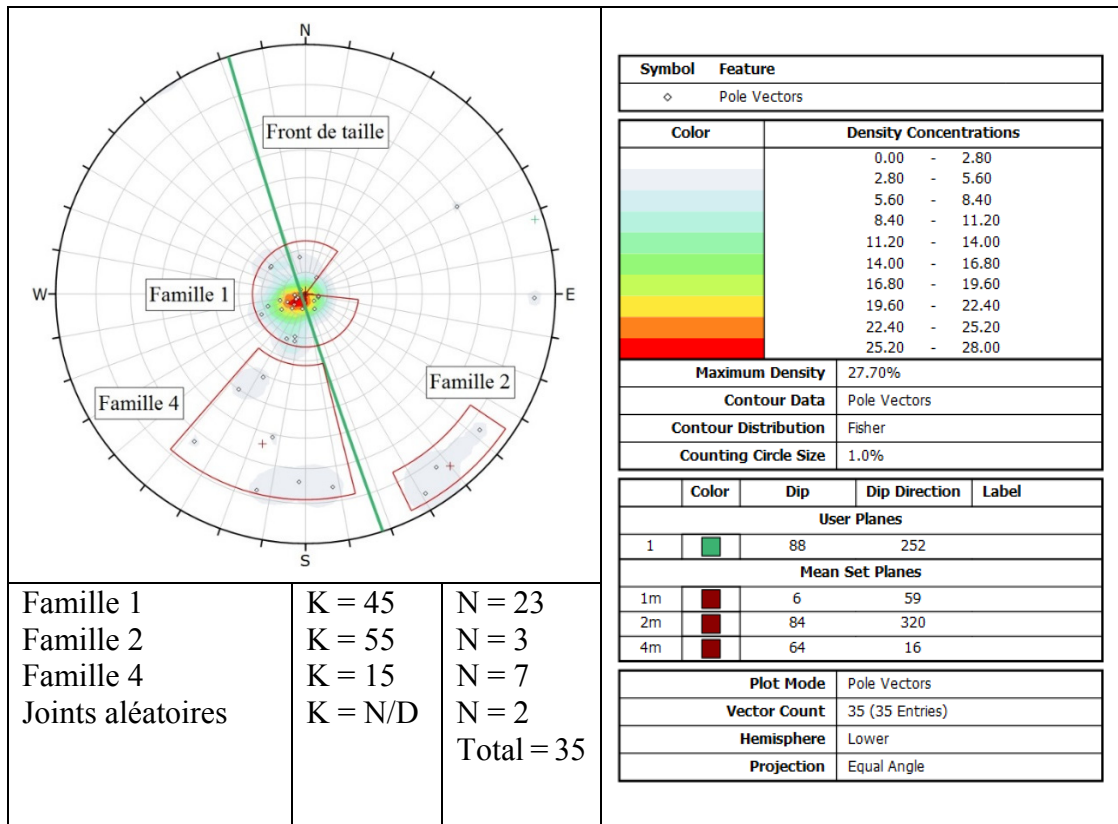 N
Front de taille
W
Famille 1
E
Famille 2
Famille 4
S
Famille 1 K = 45 N = 23
Famille 2 K = 55 N = 3
Famille 4 K = 15 N = 7
Joints aléatoires K = N/D N = 2
Total = 35
Symbol Feature
Pole Vectors
Color Density Concentrations
0.00 - 2.80
2.80 - 5.60
5.60 - 8.40
8.40 - 11.20
11.20 - 14.00
14.00 - 16.80
16.80 - 19.60
19.60 - 22.40
22.40 - 25.20
25.20 - 28.00
Maximum Density 27.70%
Contour Data Pole Vectors
Contour Distribution Fisher
Counting Circle Size 1.0%
Color Dip Dip Direction Label
User Planes
1 88 252
Mean Set Planes
1m 6 59
2m 84 320
4m 64 16
Plot Mode Pole Vectors
Vector Count 35 (35 Entries)
Hemisphere Lower
Projection Equal Angle